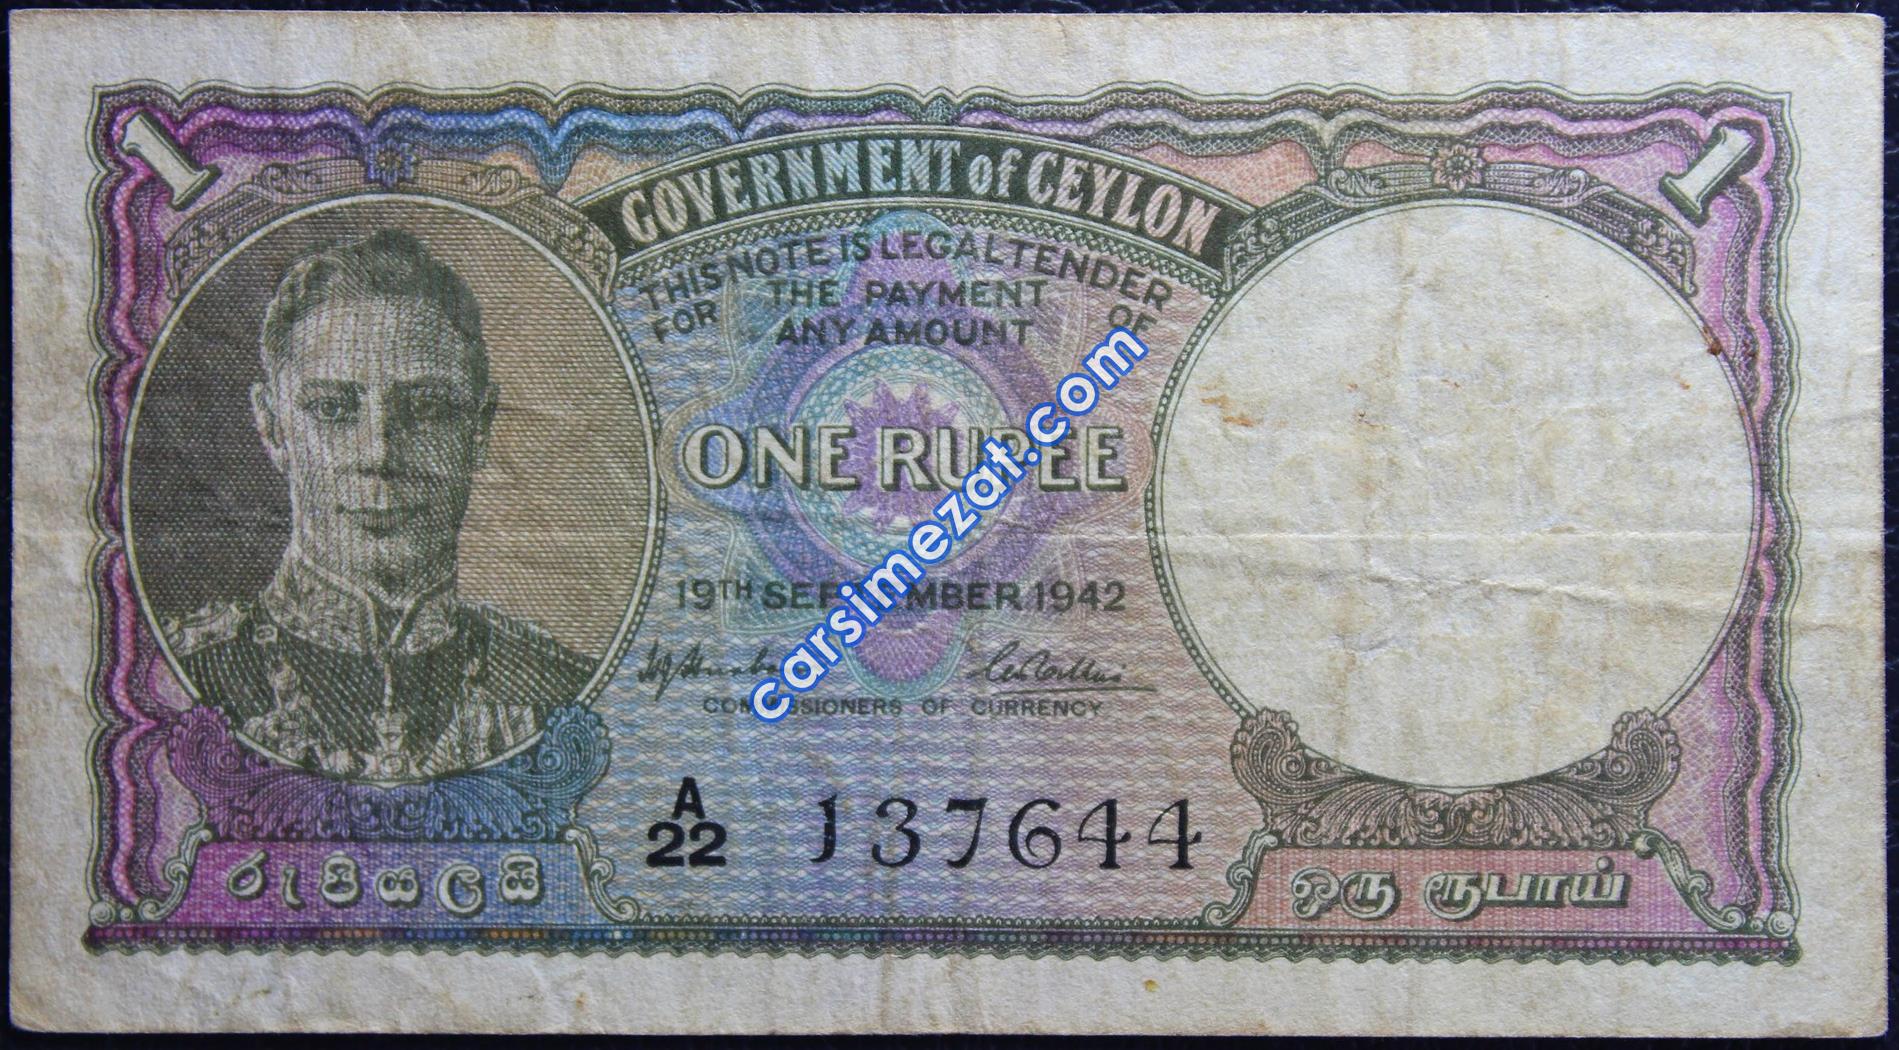 1 1
GOVERNMENT of CEYLON
THIS NOTE IS LEGAL TENDER
FOR THE PAYMENT OF
ANY AMOUNT
ONE RUPEE
19TH SEPTEMBER 1942
COMMISSIONERS OF CURRENCY
A/22 137644
රුපියලයි
ஒரு ரூபாய்
carsimezat.com